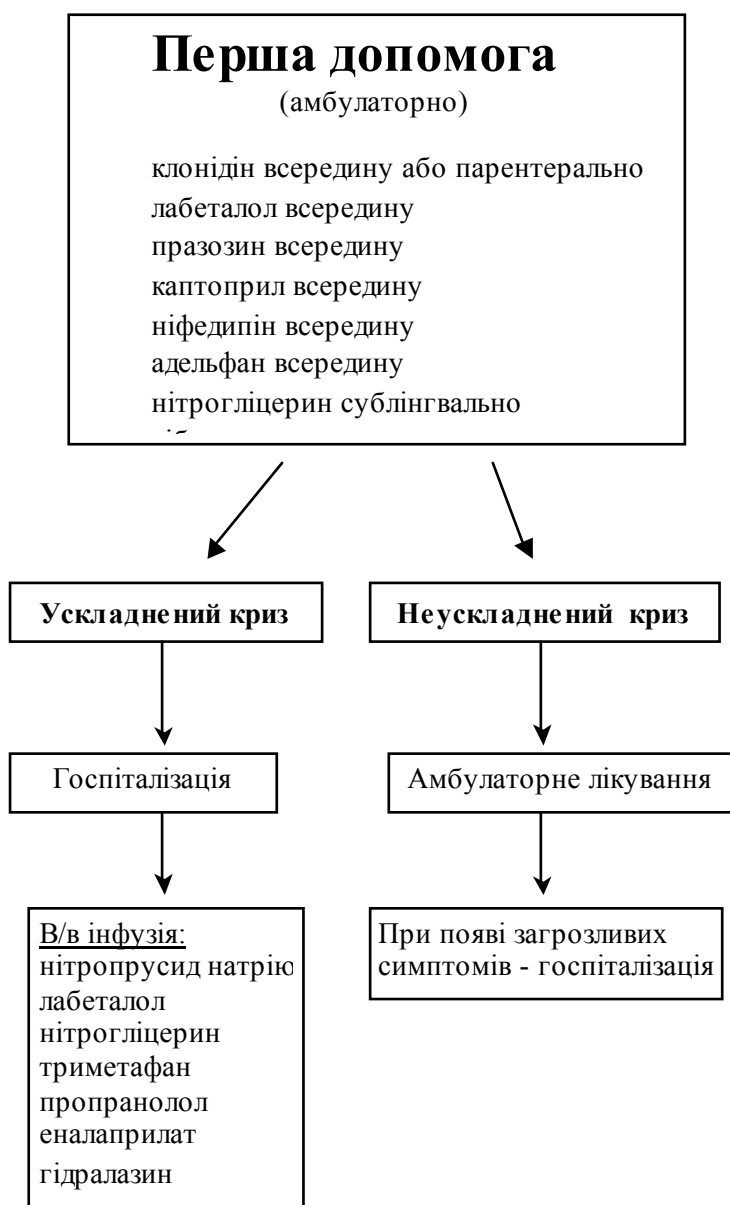 Перша допомога
(амбулаторно)
клонідін всередину або парентерально
лабеталол всередину
празозин всередину
каптоприл всередину
ніфедипін всередину
адельфан всередину
нітрогліцерин сублінгвально
Ускладнений криз
Неускладнений криз
Госпіталізація
Амбулаторне лікування
В/в інфузія:
нітропрусид натрію
лабеталол
нітрогліцерин
триметафан
пропранолол
еналаприлат
гідралазин
При появі загрозливих
симптомів - госпіталізація